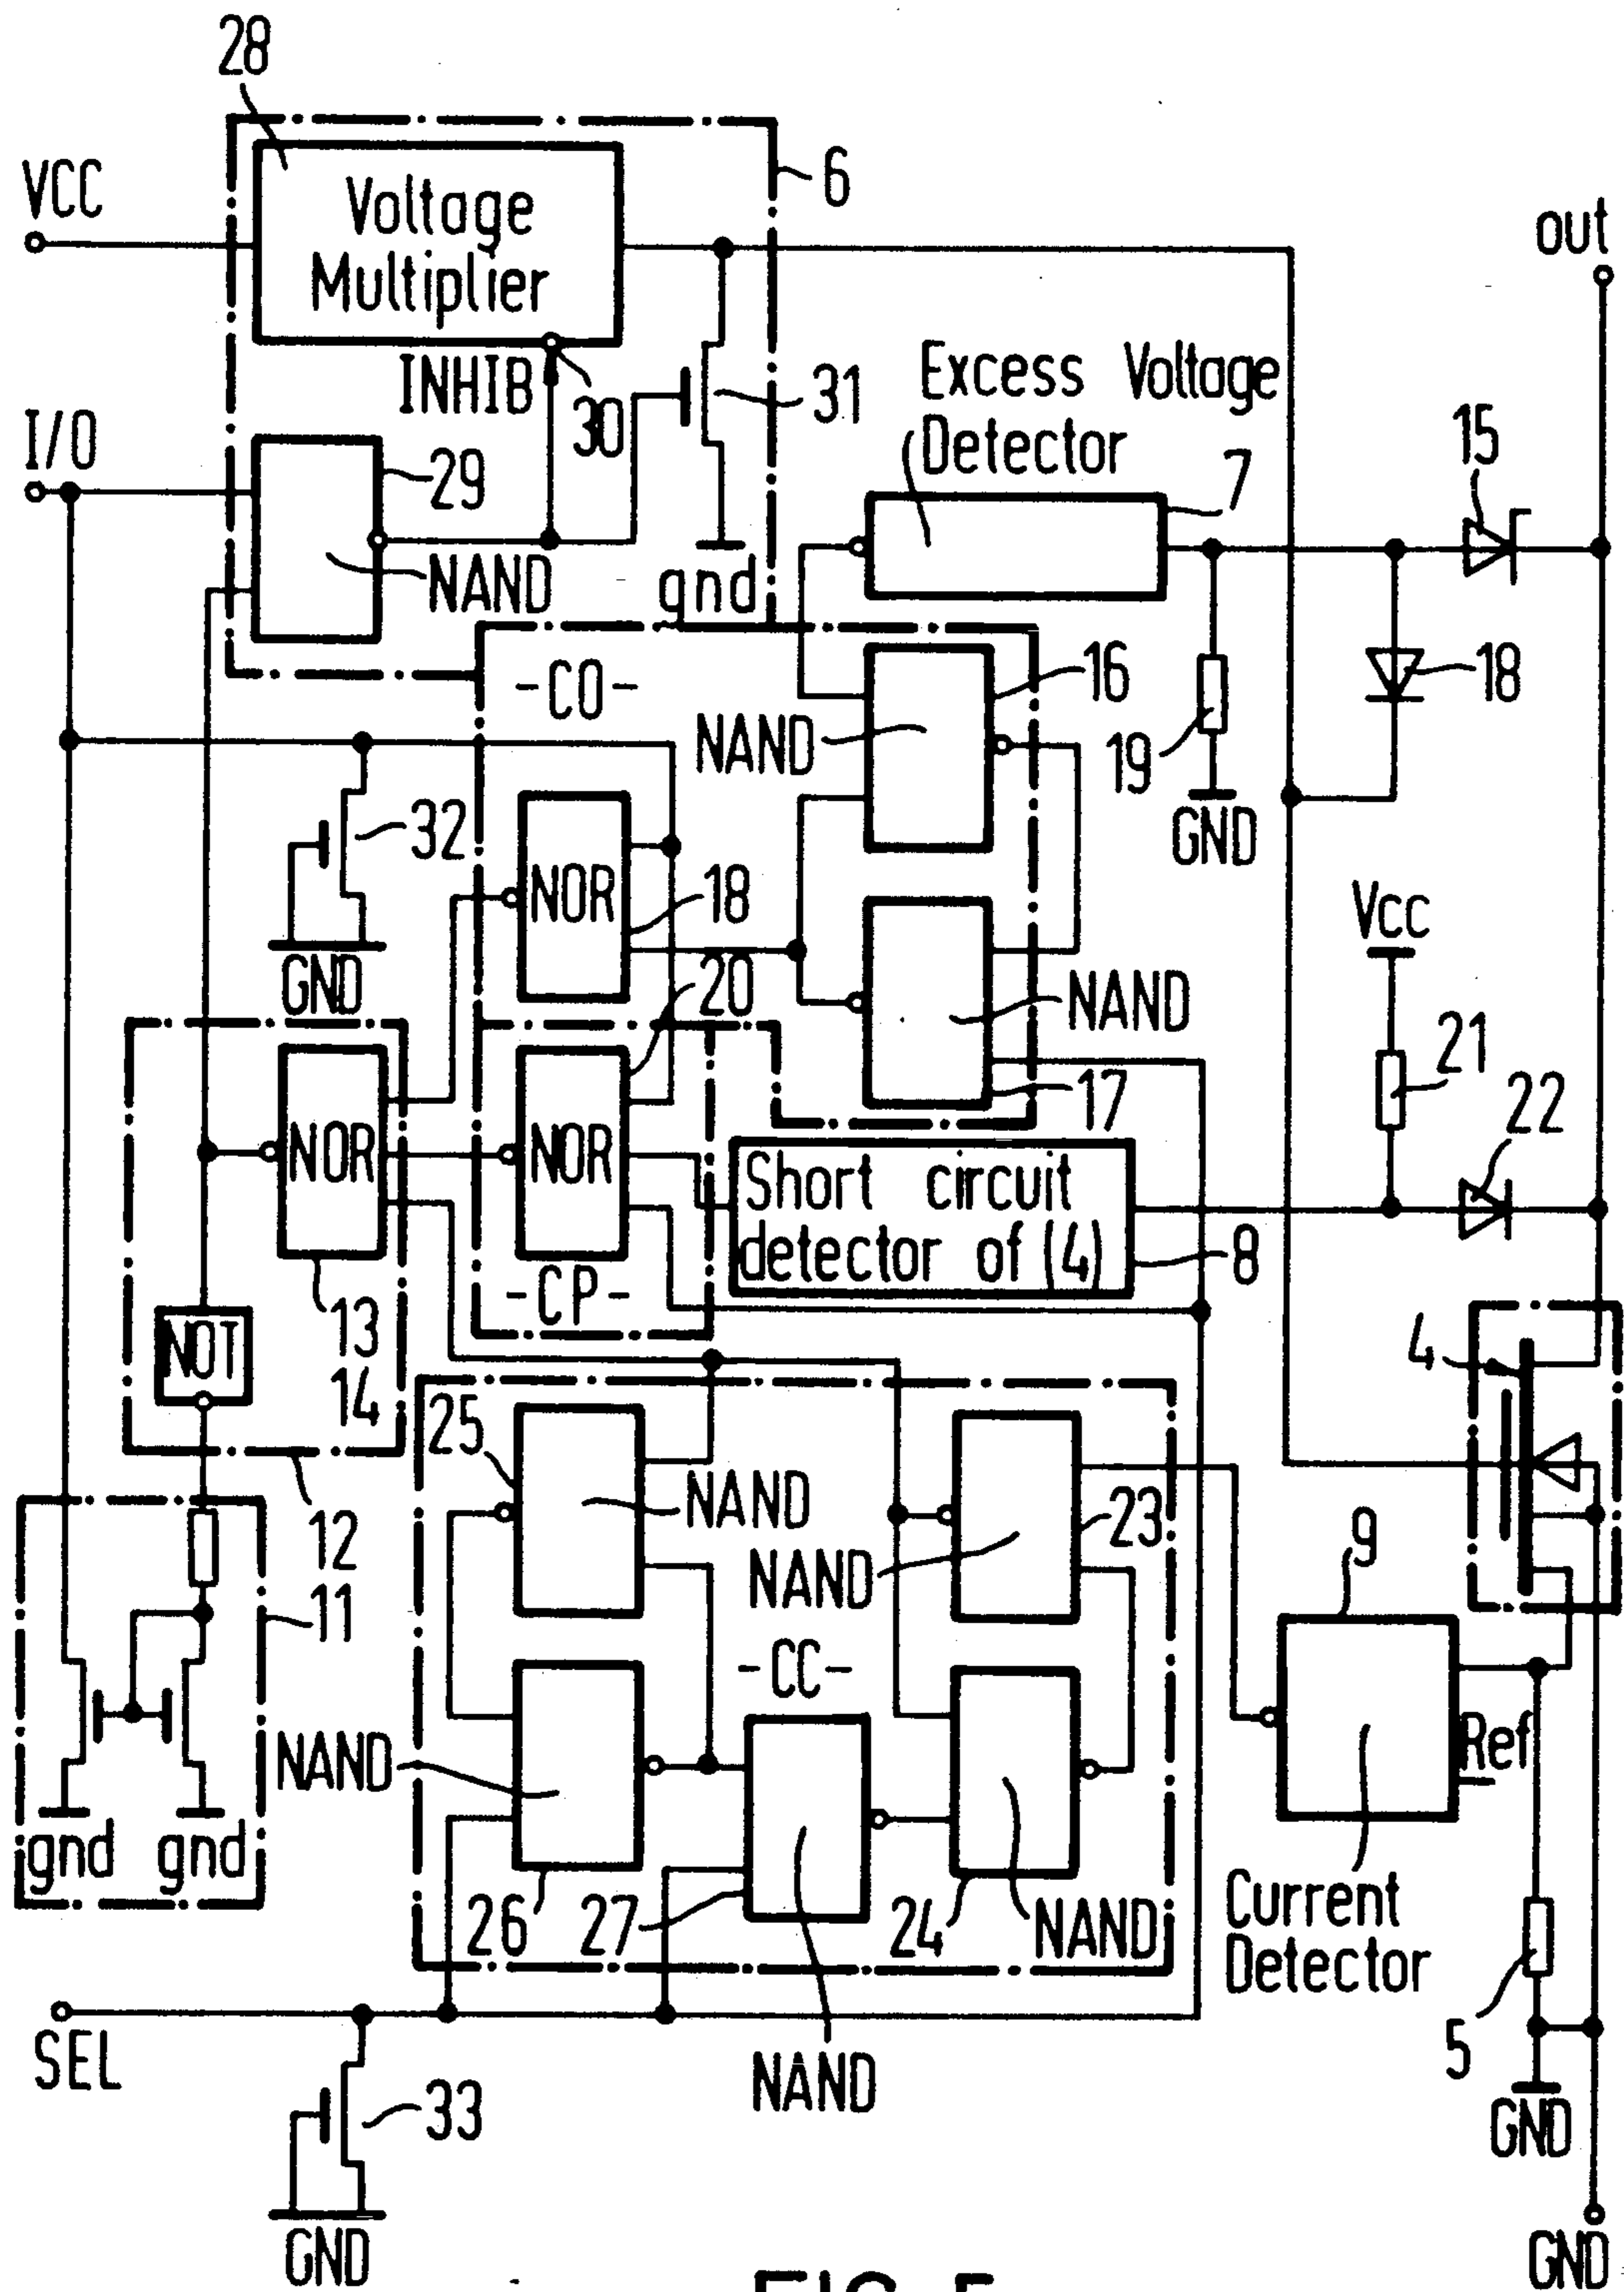 28
VCC
Voltage
Multiplier
6
out
INHIB
30
31
Excess Voltage
Detector
7
15
I/O
29
NAND
gnd
-CO-
16
NAND
18
19
GND
32
NOR
18
GND
20
NAND
17
Vcc
21
22
NOR
NOR
Short circuit
detector of (4)
8
13
14
NOT
-CP-
4
25
NAND
NAND
23
9
12
11
-CC-
NAND
Ref
gnd
gnd
26
27
24
NAND
Current
Detector
5
SEL
NAND
33
GND
GND
GND